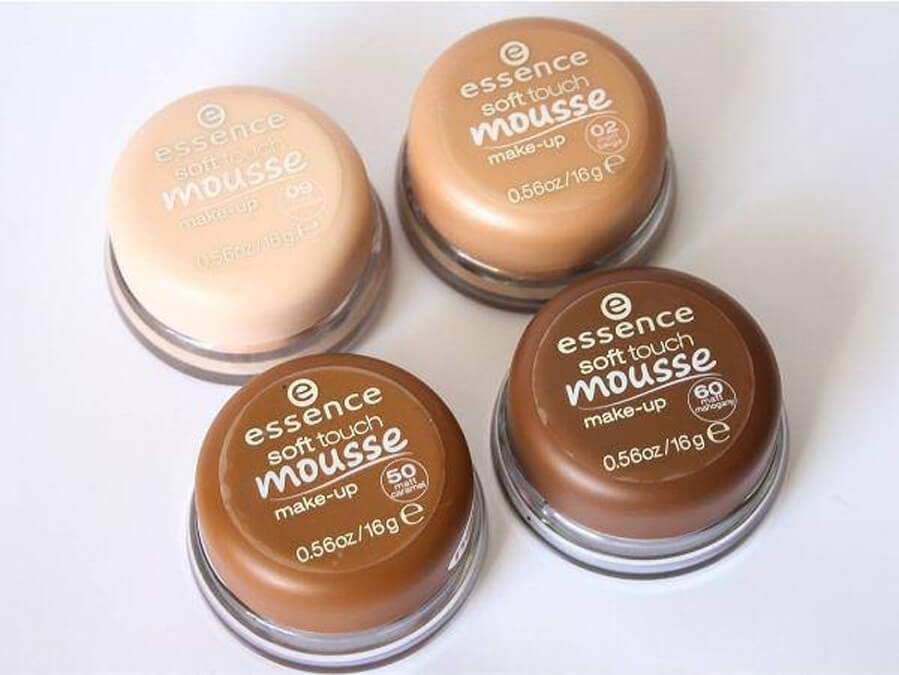 essence
soft touch
mousse
make-up
09
0.56oz/16g e
essence
soft touch
mousse
make-up
02
matt
beige
0.56oz/16g e
essence
soft touch
mousse
make-up
50
matt
caramel
0.56oz/16g e
essence
soft touch
mousse
make-up
60
matt
mahogany
0.56oz/16g e